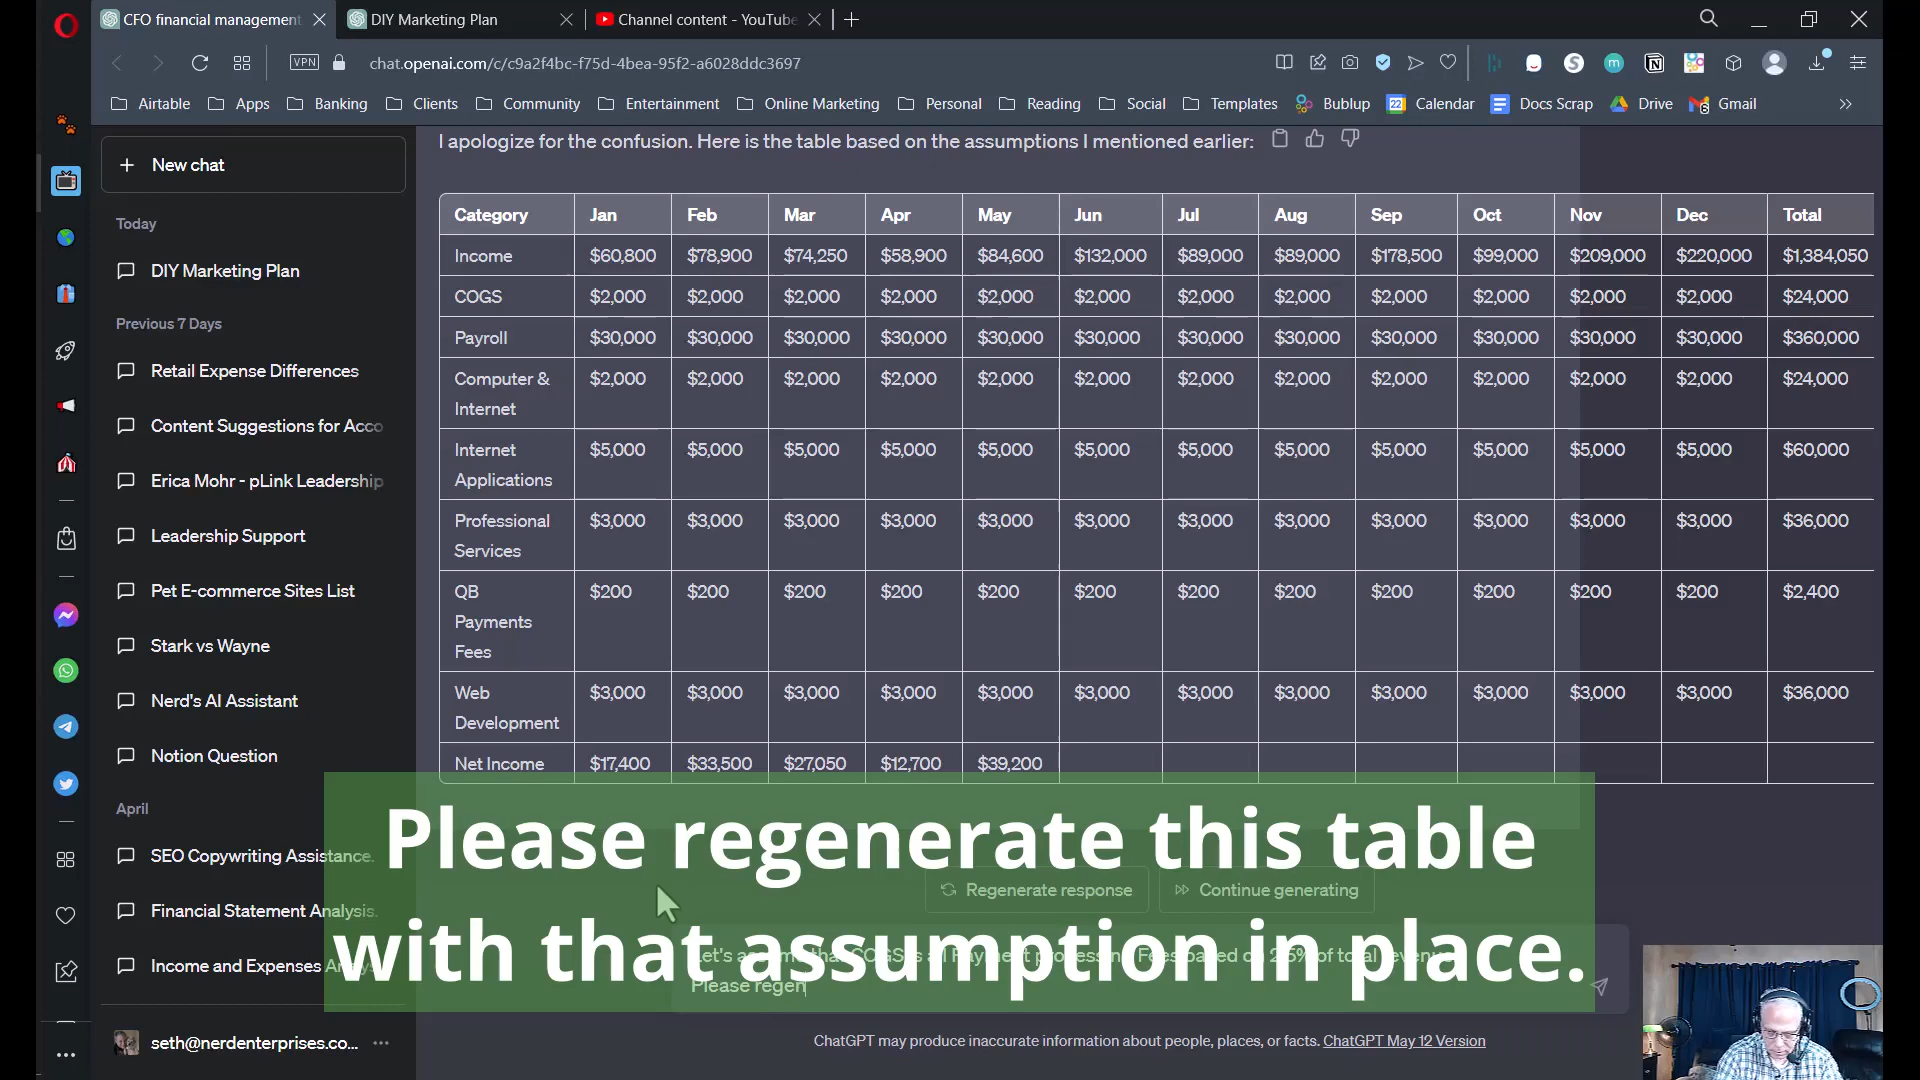 CFO financial management
DIY Marketing Plan
Channel content - YouTube
VPN
chat.openai.com/c/c9a2f4bc-f75d-4bea-95f2-a6028ddc3697
Airtable Apps Banking Clients Community Entertainment Online Marketing Personal Reading Social Templates Bublup Calendar Docs Scrap Drive Gmail
New chat
Today
DIY Marketing Plan
Previous 7 Days
Retail Expense Differences
Content Suggestions for Acco
Erica Mohr - pLink Leadership
Leadership Support
Pet E-commerce Sites List
Stark vs Wayne
Nerd's AI Assistant
Notion Question
April
SEO Copywriting Assistance.
Financial Statement Analysis.
Income and Expenses
seth@nerdenterprises.co...
I apologize for the confusion. Here is the table based on the assumptions I mentioned earlier:
Category Jan Feb Mar Apr May Jun Jul Aug Sep Oct Nov Dec Total
Income $60,800 $78,900 $74,250 $58,900 $84,600 $132,000 $89,000 $89,000 $178,500 $99,000 $209,000 $220,000 $1,384,050
COGS $2,000 $2,000 $2,000 $2,000 $2,000 $2,000 $2,000 $2,000 $2,000 $2,000 $2,000 $2,000 $24,000
Payroll $30,000 $30,000 $30,000 $30,000 $30,000 $30,000 $30,000 $30,000 $30,000 $30,000 $30,000 $30,000 $360,000
Computer & $2,000 $2,000 $2,000 $2,000 $2,000 $2,000 $2,000 $2,000 $2,000 $2,000 $2,000 $2,000 $24,000
Internet
Internet $5,000 $5,000 $5,000 $5,000 $5,000 $5,000 $5,000 $5,000 $5,000 $5,000 $5,000 $5,000 $60,000
Applications
Professional $3,000 $3,000 $3,000 $3,000 $3,000 $3,000 $3,000 $3,000 $3,000 $3,000 $3,000 $3,000 $36,000
Services
QB $200 $200 $200 $200 $200 $200 $200 $200 $200 $200 $200 $200 $2,400
Payments
Fees
Web $3,000 $3,000 $3,000 $3,000 $3,000 $3,000 $3,000 $3,000 $3,000 $3,000 $3,000 $3,000 $36,000
Development
Net Income $17,400 $33,500 $27,050 $12,700 $39,200
Please regenerate this table
with that assumption in place.
Regenerate response
Continue generating
Let's assume that COGS is all Payment processing Fees based on 2.5% of total revenue
Please regen
ChatGPT may produce inaccurate information about people, places, or facts. ChatGPT May 12 Version